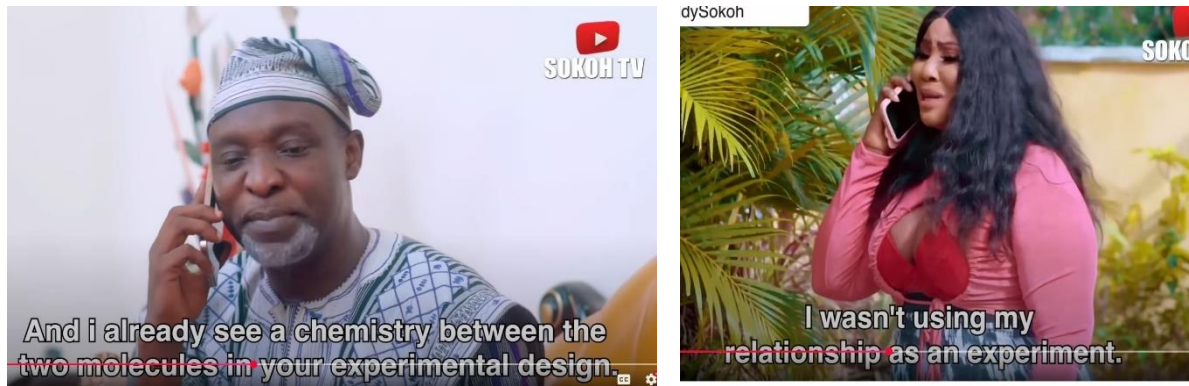 SOKOH TV
And i already see a chemistry between the
two molecules in your experimental design.
CC
dySokoh
SOKO
I wasn't using my
relationship as an experiment.